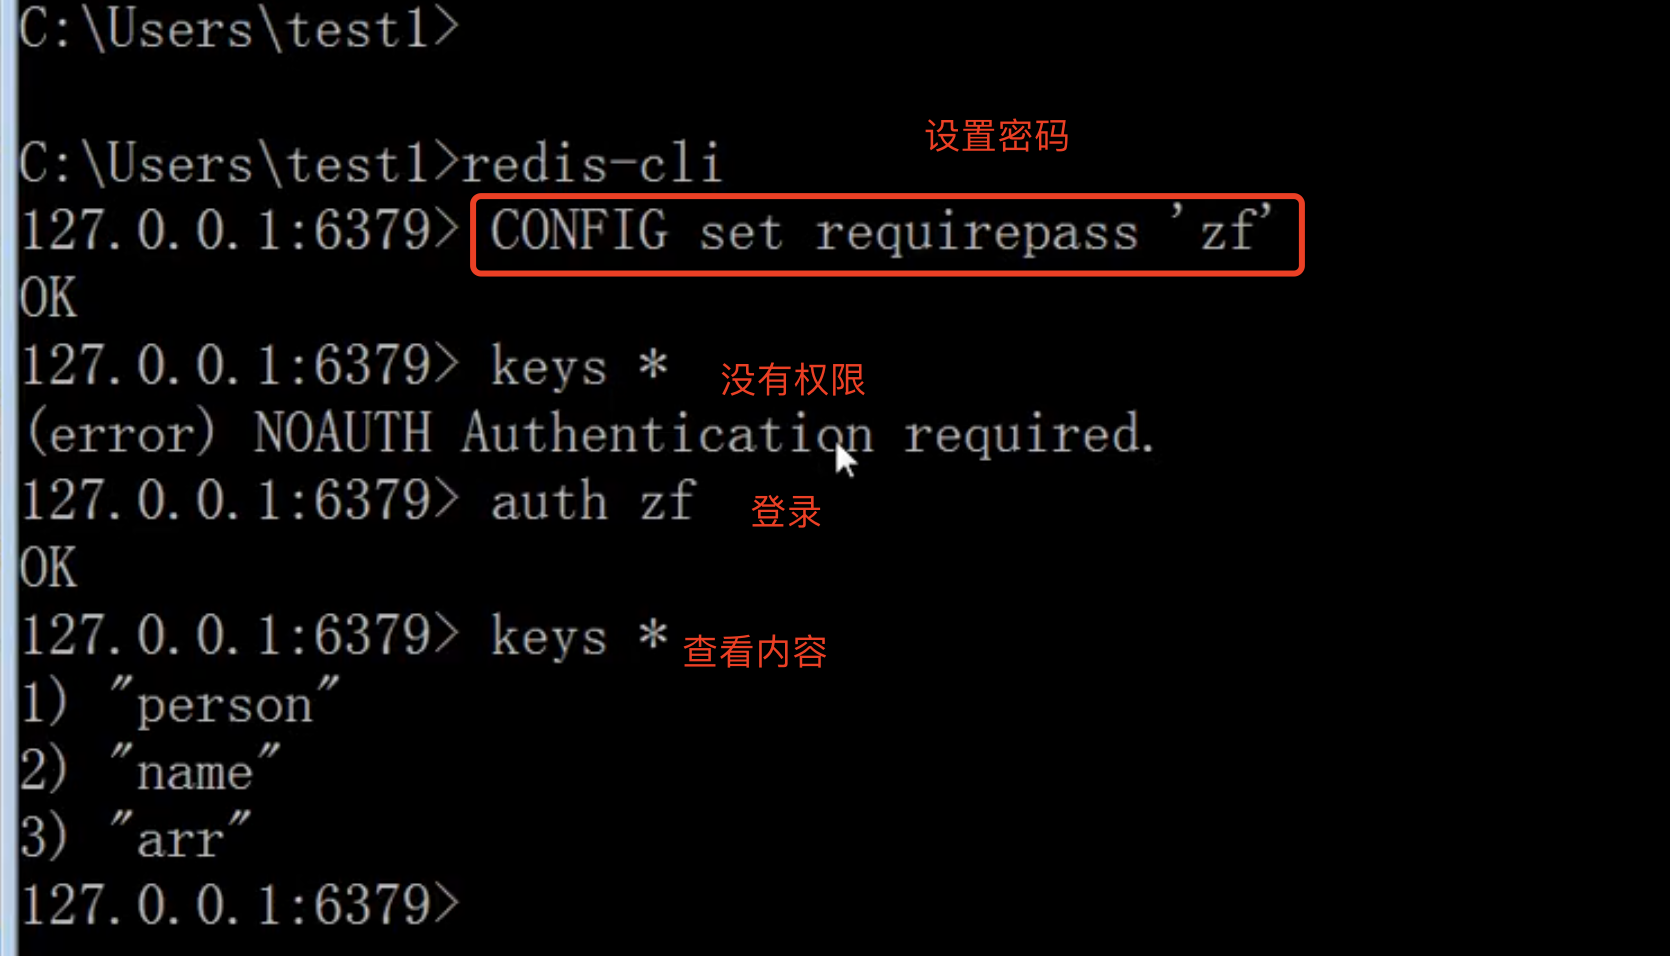 C:\Users\test1>
设置密码
C:\Users\test1>redis-cli
127.0.0.1:6379> CONFIG set requirepass 'zf'
OK
127.0.0.1:6379> keys * 没有权限
(error) NOAUTH Authentication required.
127.0.0.1:6379> auth zf 登录
OK
127.0.0.1:6379> keys * 查看内容
1) "person"
2) "name"
3) "arr"
127.0.0.1:6379>